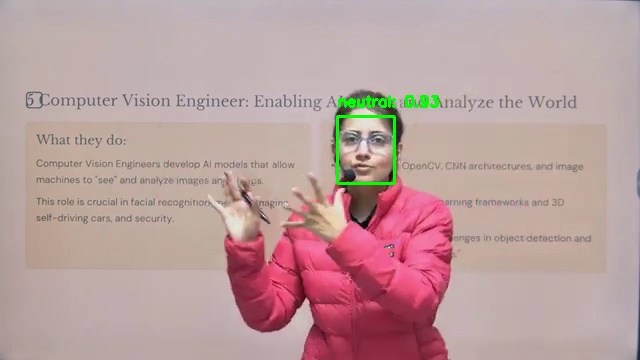 neutral: 0.93
5 Computer Vision Engineer: Enabling A and Analyze the World
What they do:
Computer Vision Engineers develop AI models that allow
machines to "see" and analyze images and
This role is crucial in facial recognition,
self-driving cars, and security.
OpenCV, CNN architectures, and image
frameworks and 3D
in object detection and